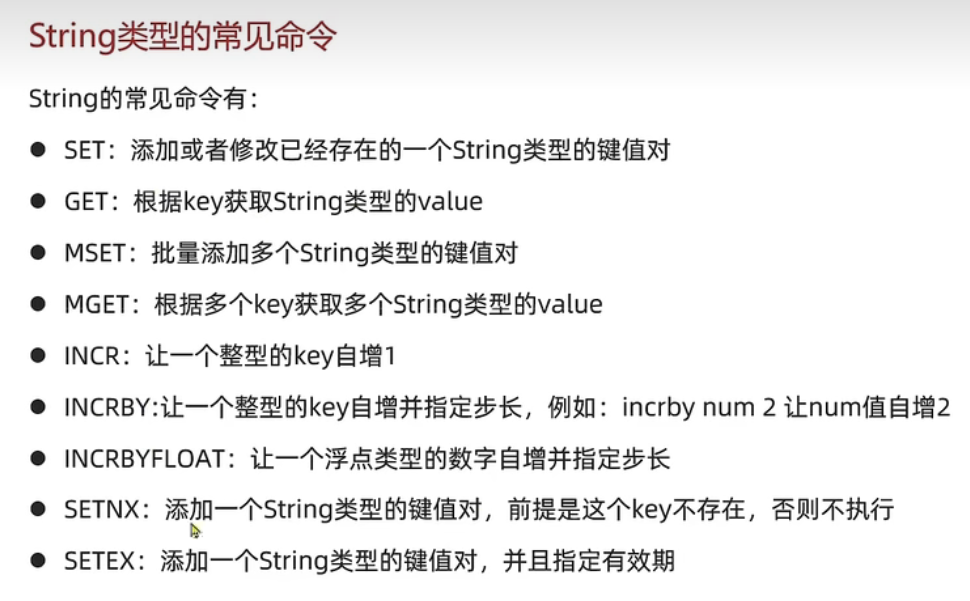 String类型的常见命令
String的常见命令有：
● SET：添加或者修改已经存在的一个String类型的键值对
● GET：根据key获取String类型的value
● MSET：批量添加多个String类型的键值对
● MGET：根据多个key获取多个String类型的value
● INCR：让一个整型的key自增1
● INCRBY:让一个整型的key自增并指定步长，例如：incrby num 2 让num值自增2
● INCRBYFLOAT：让一个浮点类型的数字自增并指定步长
● SETNX：添加一个String类型的键值对，前提是这个key不存在，否则不执行
● SETEX：添加一个String类型的键值对，并且指定有效期